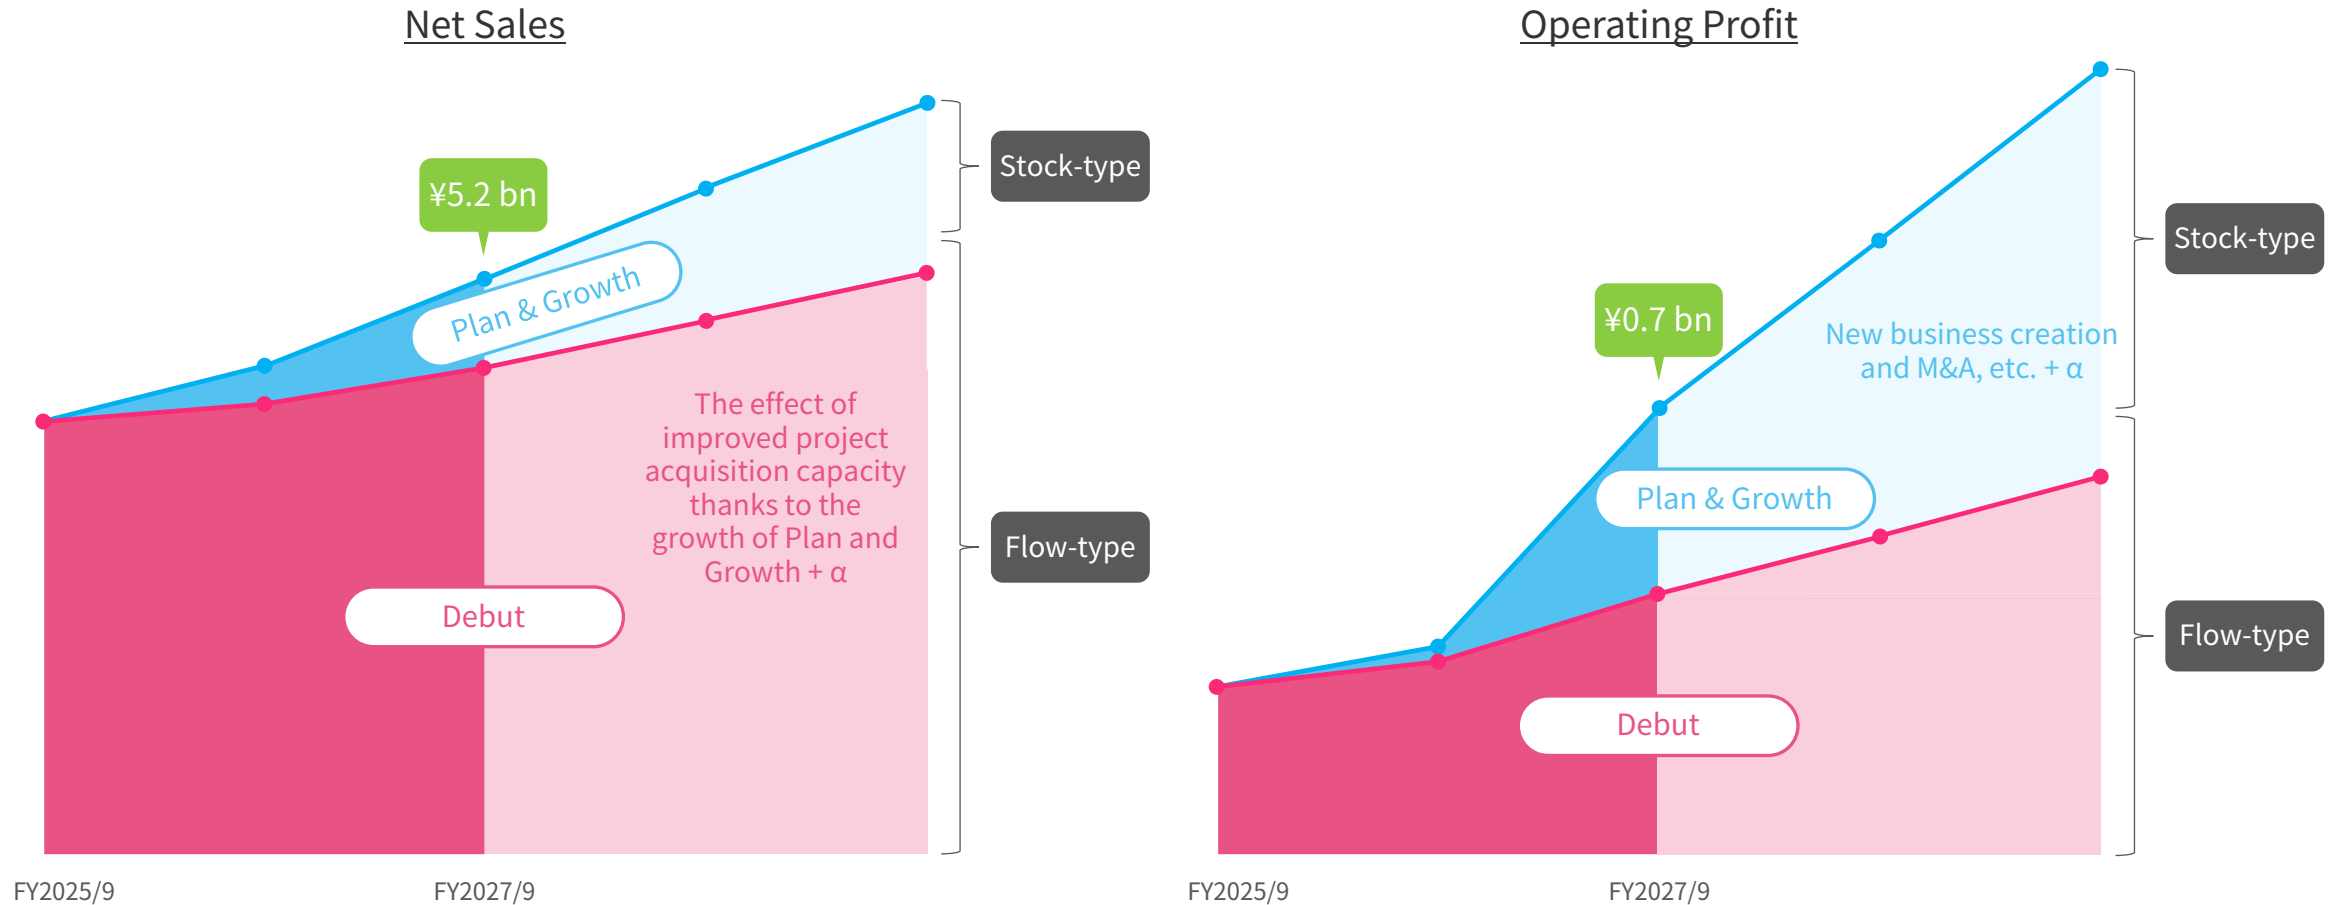 Net Sales
¥5.2 bn
Plan & Growth
The effect of
improved project
acquisition capacity
thanks to the
growth of Plan and
Growth + α
Debut
Stock-type
Flow-type
FY2025/9
FY2027/9
Operating Profit
¥0.7 bn
New business creation
and M&A, etc. + α
Plan & Growth
Debut
Stock-type
Flow-type
FY2025/9
FY2027/9